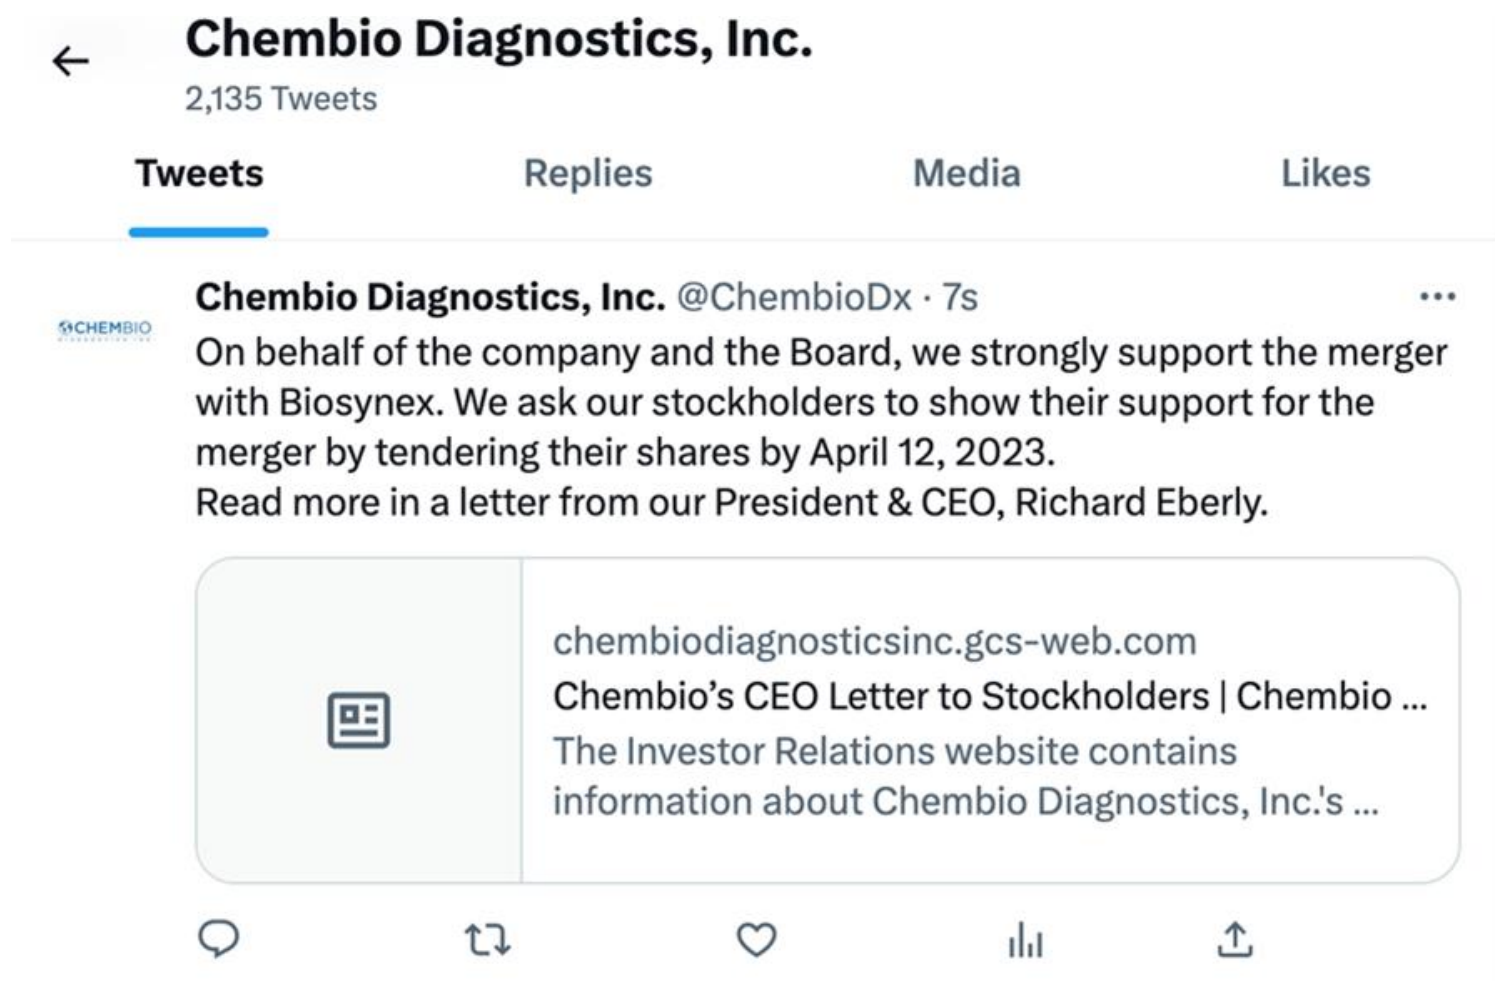 Chembio Diagnostics, Inc.
2,135 Tweets
Tweets
Replies
Media
Likes
Chembio Diagnostics, Inc. @ChembioDx · 7s
CHEMBIO
On behalf of the company and the Board, we strongly support the merger
with Biosynex. We ask our stockholders to show their support for the
merger by tendering their shares by April 12, 2023.
Read more in a letter from our President & CEO, Richard Eberly.
chembiodiagnosticsinc.gcs-web.com
Chembio’s CEO Letter to Stockholders | Chembio ...
The Investor Relations website contains
information about Chembio Diagnostics, Inc.'s ...